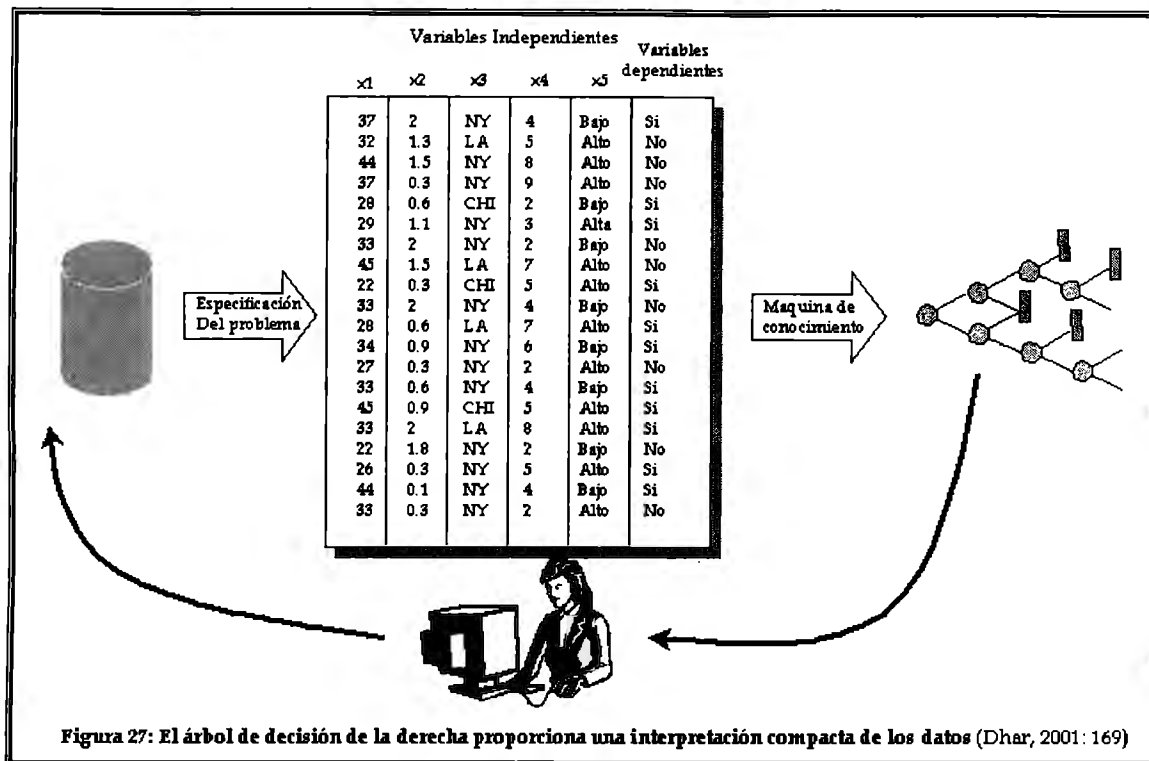 Variables Independientes
Variables
dependientes
x1 x2 x3 x4 x5
37 2 NY 4 Bajo Si
32 1.3 LA 5 Alto No
44 1.5 NY 8 Alto No
37 0.3 NY 9 Alto No
28 0.6 CHI 2 Bajo Si
29 1.1 NY 3 Alta Si
33 2 NY 2 Bajo No
45 1.5 LA 7 Alto No
22 0.3 CHI 5 Alto Si
33 2 NY 4 Bajo No
28 0.6 LA 7 Alto Si
34 0.9 NY 6 Bajo Si
27 0.3 NY 2 Alto No
33 0.6 NY 4 Bajo Si
45 0.9 CHI 5 Alto Si
33 2 LA 8 Alto Si
22 1.8 NY 2 Bajo No
26 0.3 NY 5 Alto Si
44 0.1 NY 4 Bajo Si
33 0.3 NY 2 Alto No
Especificación
Del problema
Maquina de
conocimiento
Figura 27: El árbol de decisión de la derecha proporciona una interpretación compacta de los datos (Dhar, 2001: 169)